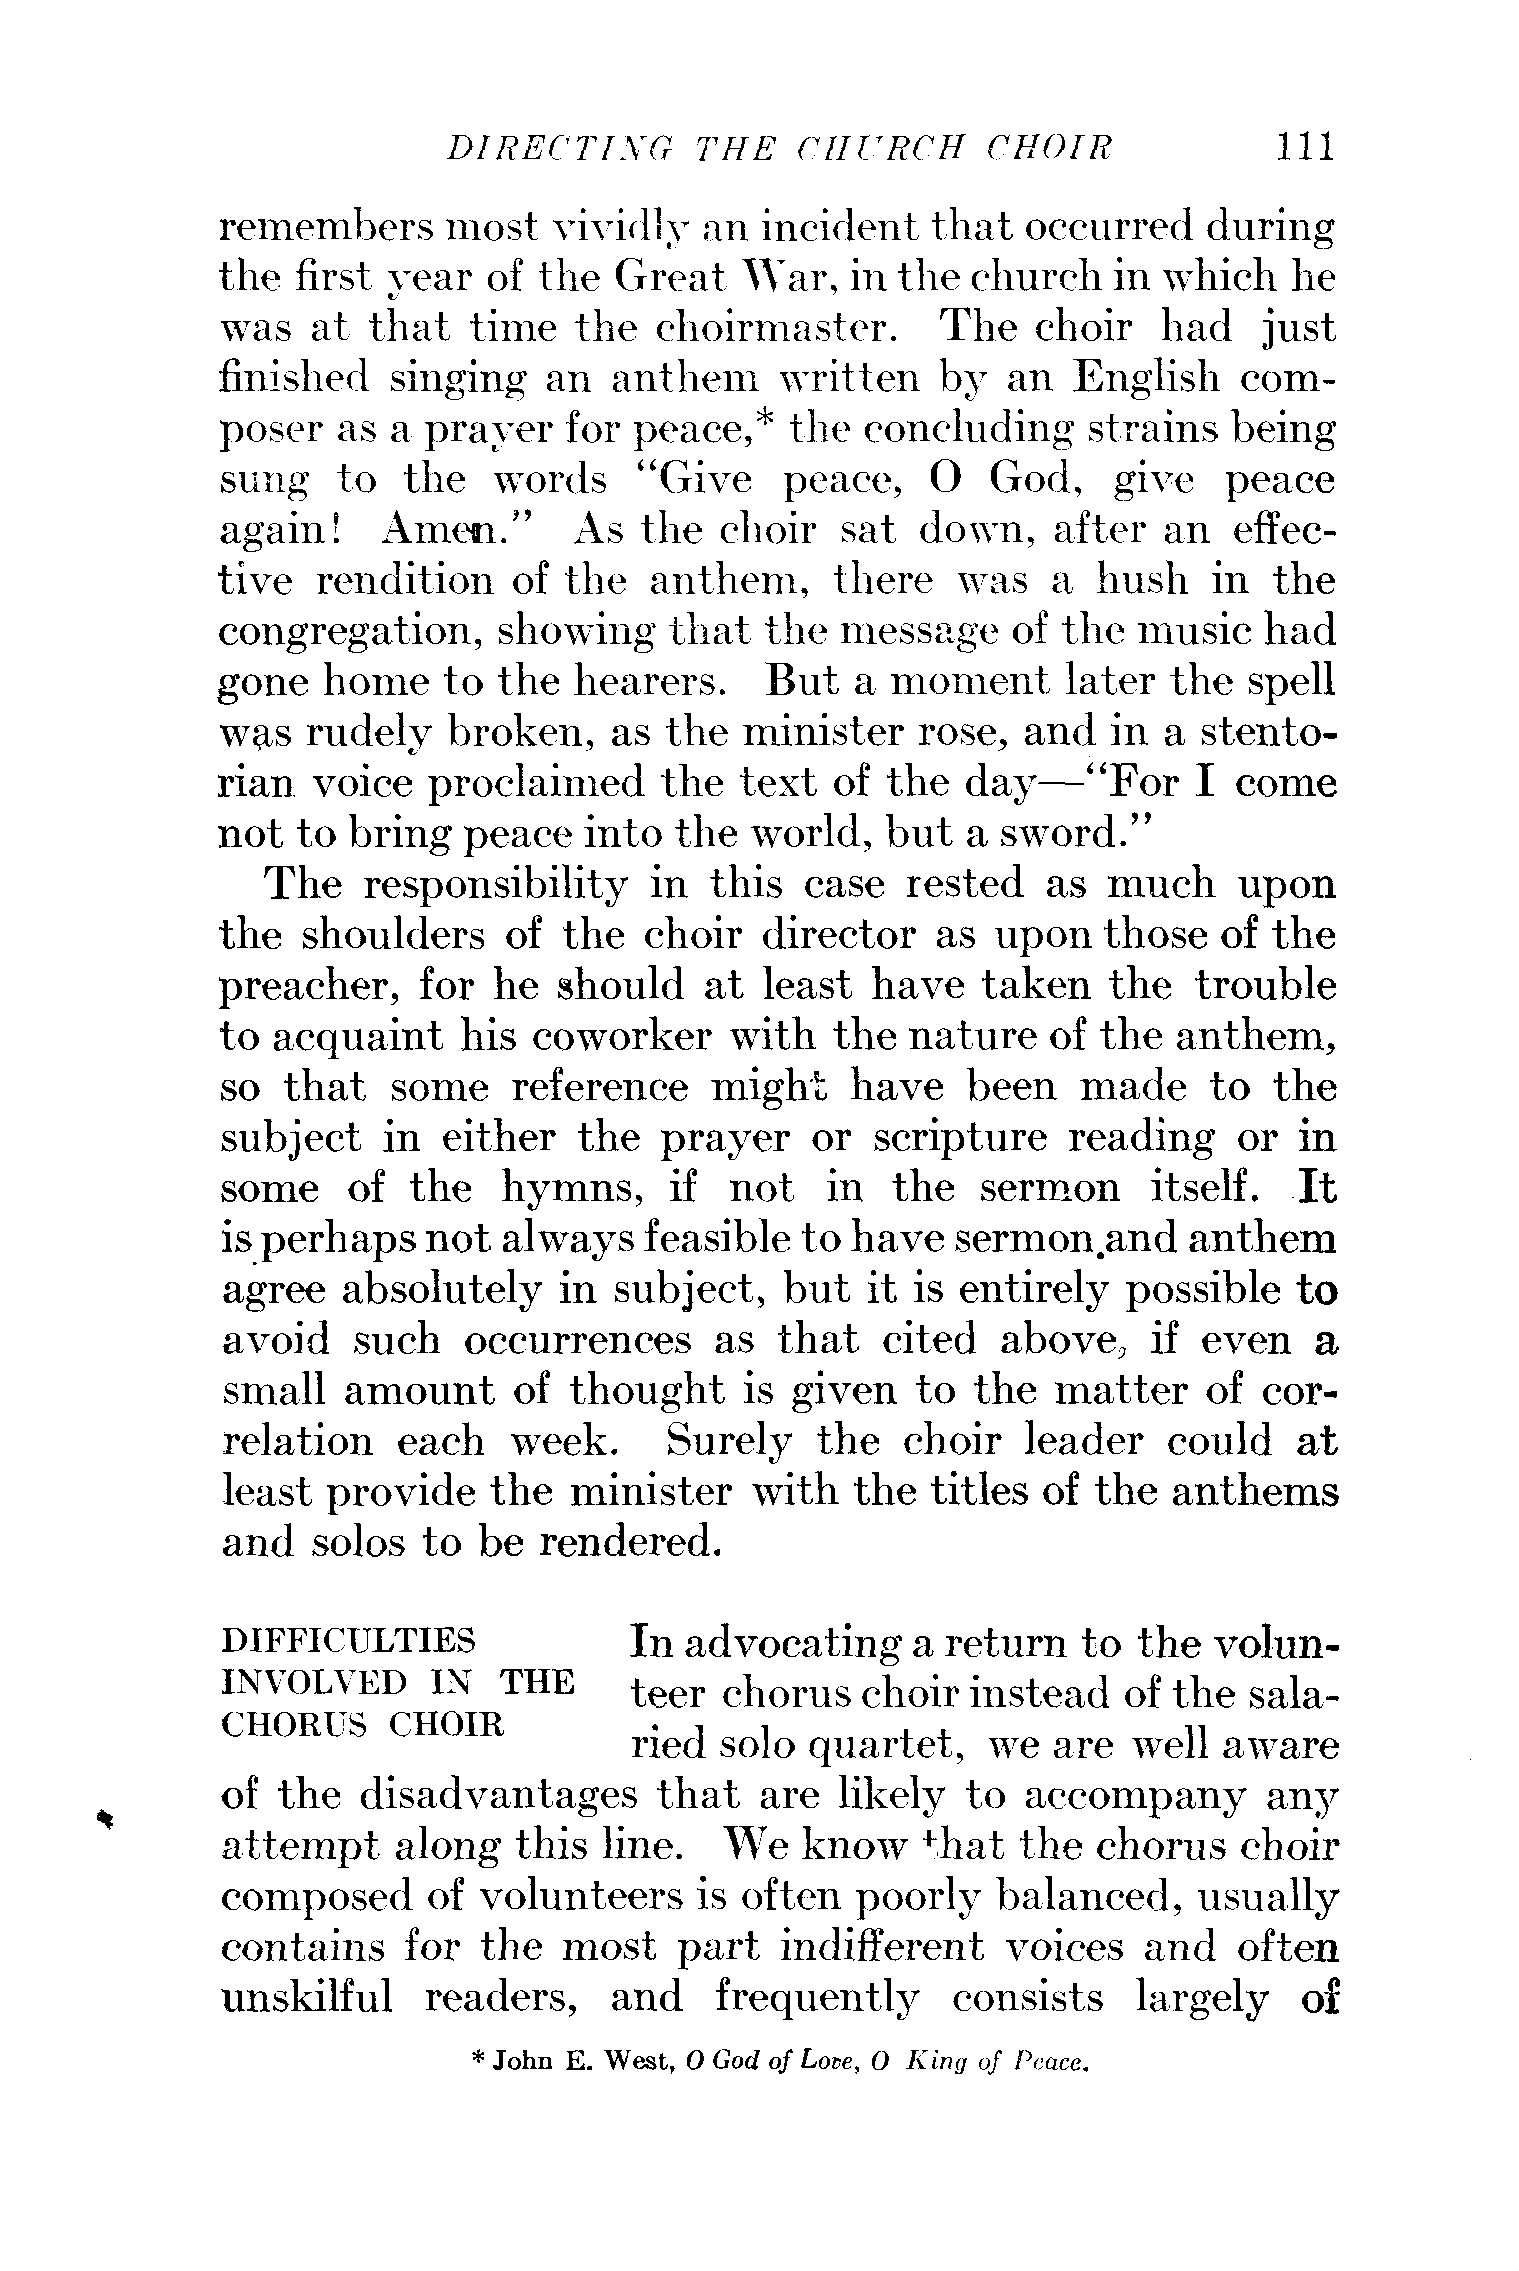 DIRECTING THE CHURCH CHOIR 111
remembers most vividly an incident that occurred during
the first year of the Great War, in the church in which he
was at that time the choirmaster. The choir had just
finished singing an anthem written by an English com-
poser as a prayer for peace,* the concluding strains being
sung to the words "Give peace, O God, give peace
again! Amen." As the choir sat down, after an effec-
tive rendition of the anthem, there was a hush in the
congregation, showing that the message of the music had
gone home to the hearers. But a moment later the spell
was rudely broken, as the minister rose, and in a stento-
rian voice proclaimed the text of the day—"For I come
not to bring peace into the world, but a sword."
The responsibility in this case rested as much upon
the shoulders of the choir director as upon those of the
preacher, for he should at least have taken the trouble
to acquaint his coworker with the nature of the anthem,
so that some reference might have been made to the
subject in either the prayer or scripture reading or in
some of the hymns, if not in the sermon itself. It
is perhaps not always feasible to have sermon and anthem
agree absolutely in subject, but it is entirely possible to
avoid such occurrences as that cited above, if even a
small amount of thought is given to the matter of cor-
relation each week. Surely the choir leader could at
least provide the minister with the titles of the anthems
and solos to be rendered.
DIFFICULTIES
INVOLVED IN THE
CHORUS CHOIR
In advocating a return to the volun-
teer chorus choir instead of the sala-
ried solo quartet, we are well aware
of the disadvantages that are likely to accompany any
attempt along this line. We know that the chorus choir
composed of volunteers is often poorly balanced, usually
contains for the most part indifferent voices and often
unskilful readers, and frequently consists largely of
* John E. West, O God of Love, O King of Peace.